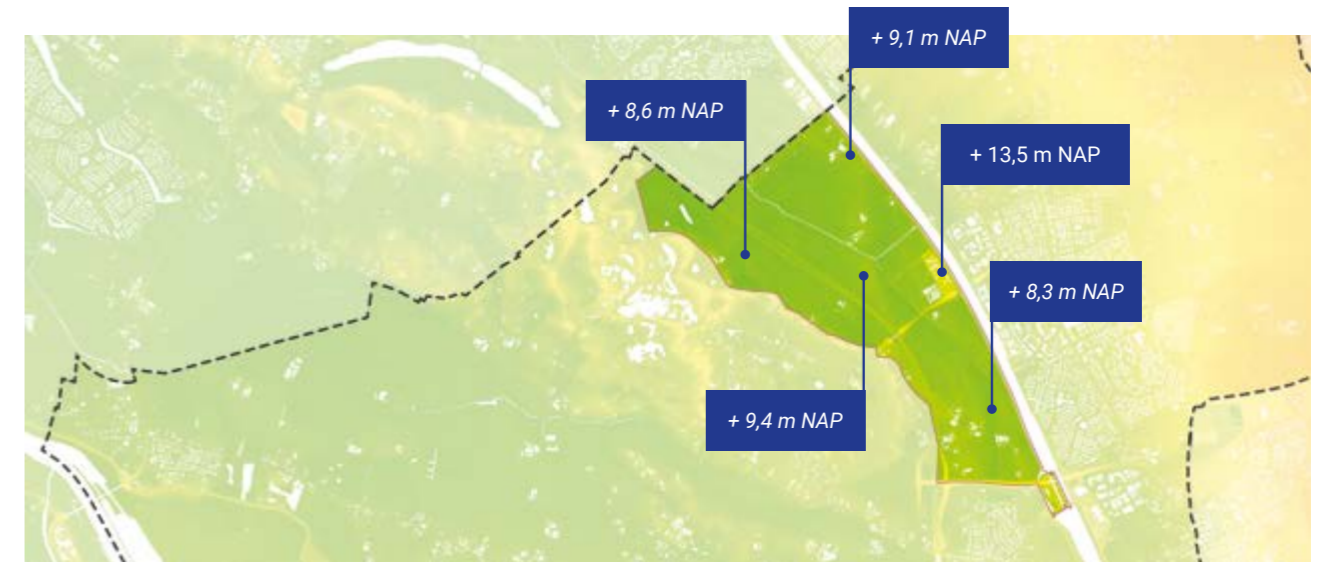 + 9,1 m NAP
+ 8,6 m NAP
+ 13,5 m NAP
+ 8,3 m NAP
+ 9,4 m NAP